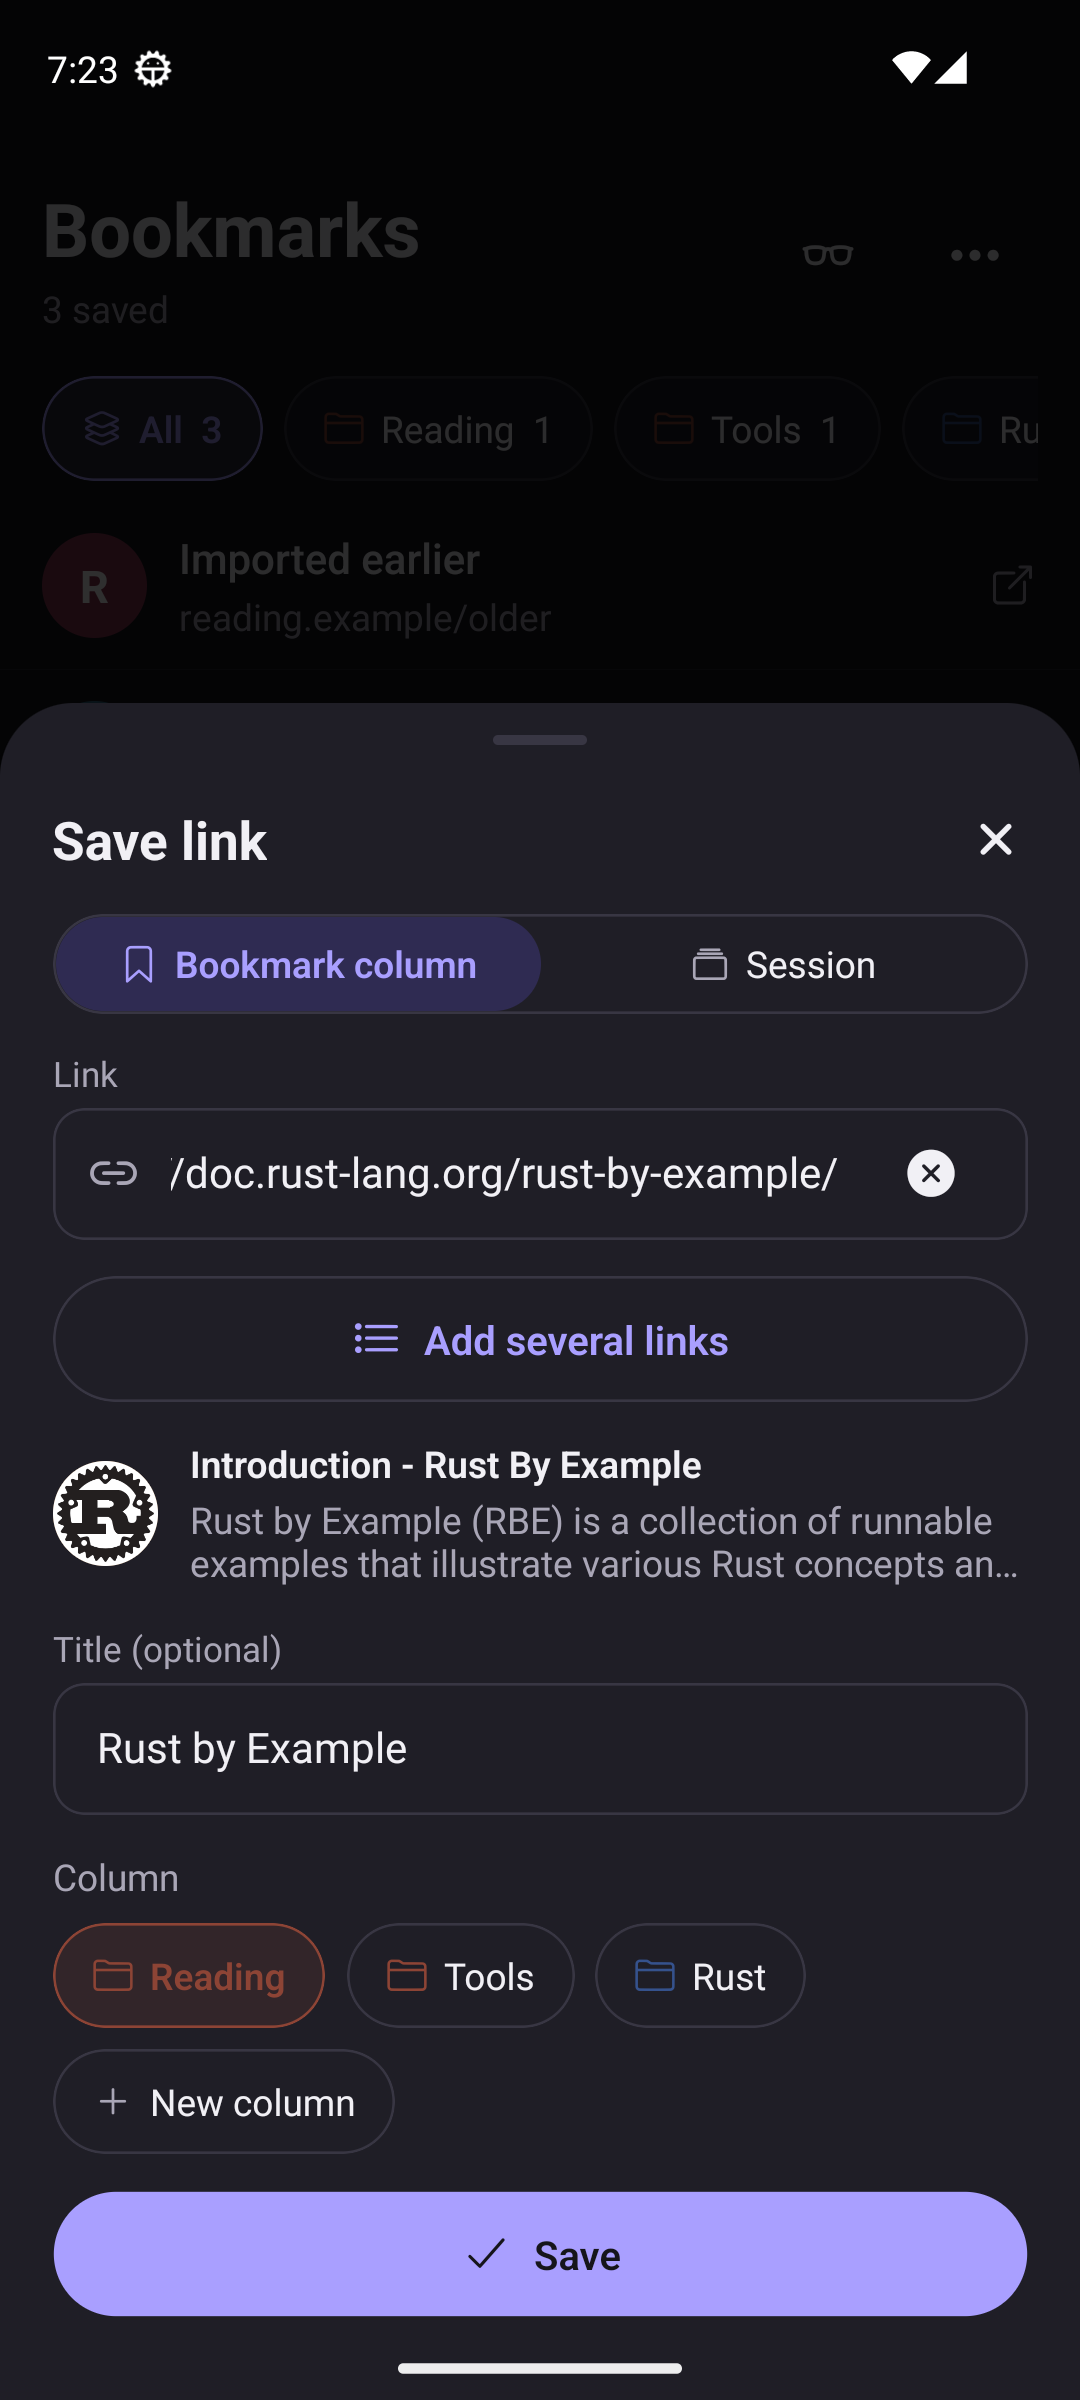 7:23
Bookmarks
3 saved
All 3
Reading 1
Tools 1
Ru
R
Imported earlier
reading.example/older
Save link
Bookmark column
Session
Link
/doc.rust-lang.org/rust-by-example/
Add several links
Introduction - Rust By Example
Rust by Example (RBE) is a collection of runnable
examples that illustrate various Rust concepts an…
Title (optional)
Rust by Example
Column
Reading
Tools
Rust
New column
Save